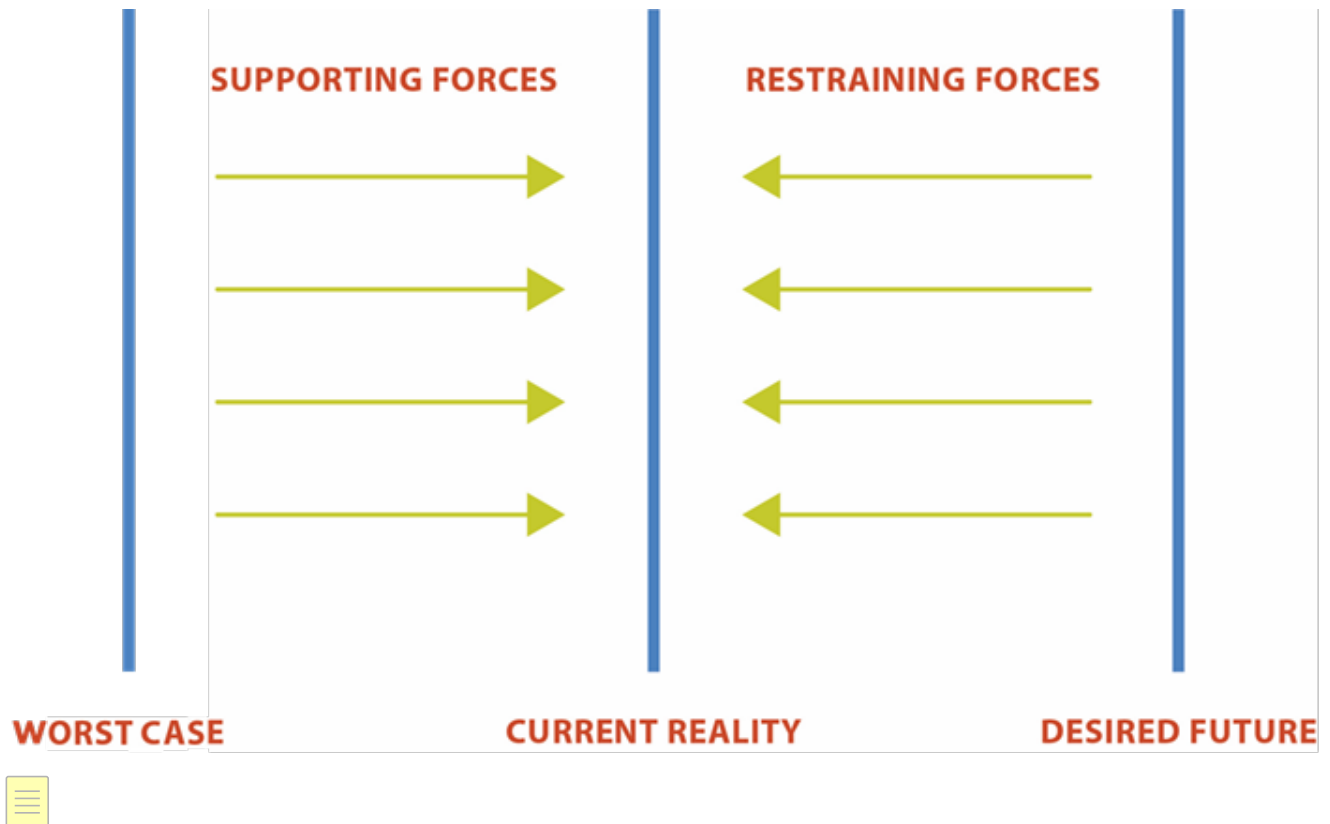 SUPPORTING FORCES
RESTRAINING FORCES
WORST CASE
CURRENT REALITY
DESIRED FUTURE